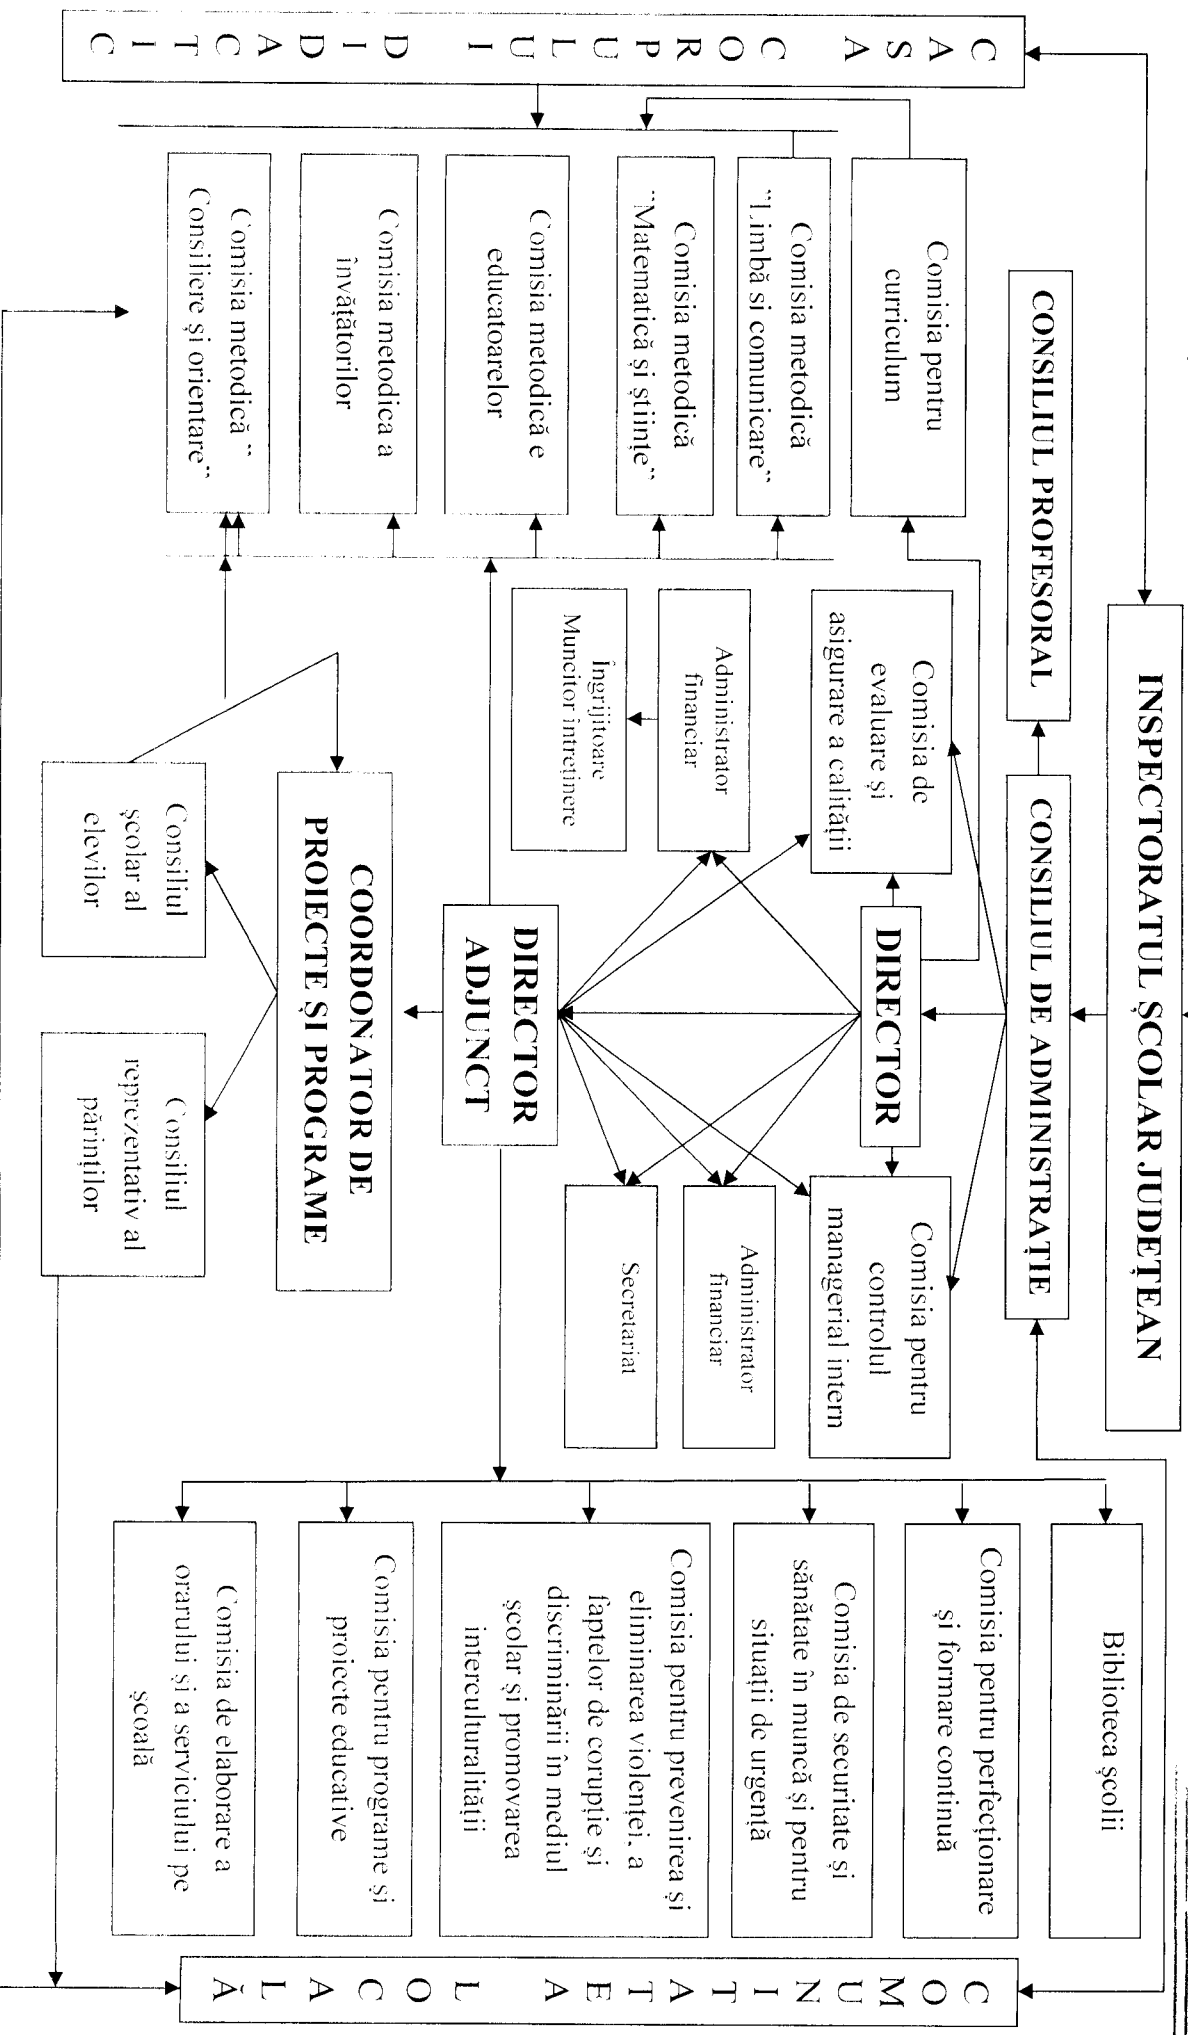 INSPECTORATUL ȘCOLAR JUDEȚEAN
CONSILIUL PROFESORAL
CONSILIUL DE ADMINISTRAȚIE
CASA CORPULUI DIDACTIC
Comisia pentru
curriculum
Comisia metodică
“Limbă si comunicare”
Comisia metodică
“Matematică și științe”
Comisia metodică e
educatoarelor
Comisia metodica a
învățătorilor
Comisia metodică ”
Consiliere și orientare”
Comisia de
evaluare și
asigurare a calității
DIRECTOR
Comisia pentru
controlul
managerial intern
Administrator
financiar
Îngrijitoare
Muncitor întreținere
Administrator
financiar
Secretariat
DIRECTOR
ADJUNCT
COORDONATOR DE
PROIECTE ȘI PROGRAME
Consiliul
școlar al
elevilor
Consiliul
reprezentativ al
părinților
Biblioteca școlii
Comisia pentru perfecționare
și formare continuă
Comisia de securitate și
sănătate în muncă și pentru
situații de urgență
Comisia pentru prevenirea și
eliminarea violenței, a
faptelor de corupție și
discriminării în mediul
școlar și promovarea
interculturalității
Comisia pentru programe și
proiecte educative
Comisia de elaborare a
orarului și a serviciului pe
școală
COMUNITATEA LOCALĂ